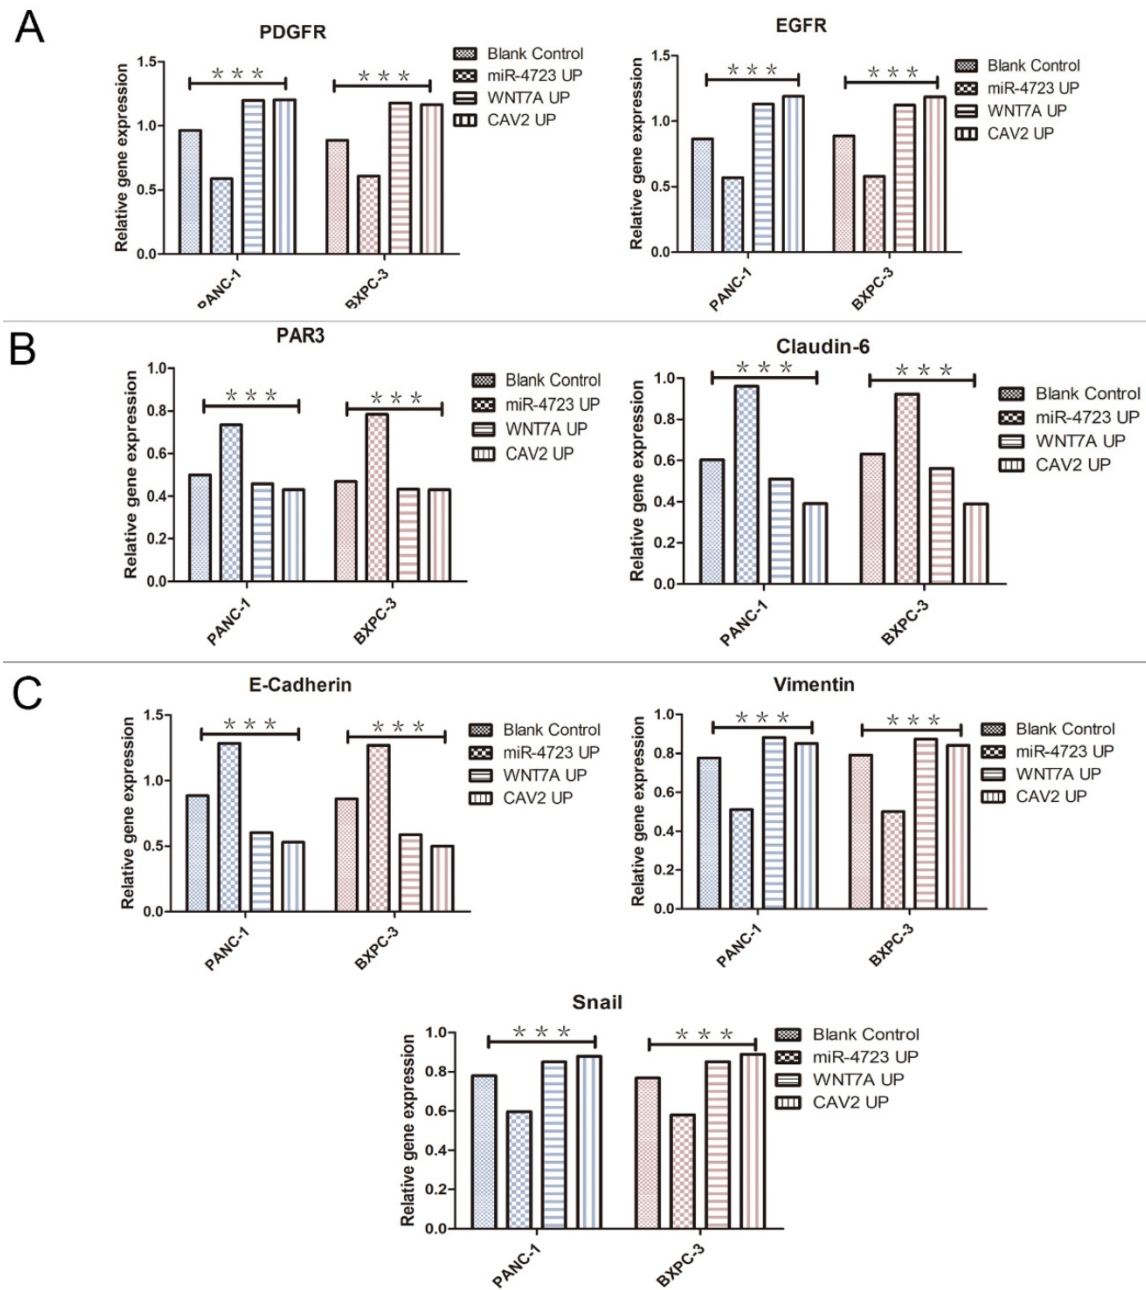 A
PDGFR
Relative gene expression
1.5
1.0
0.5
0.0
* * *
* * *
PANC-1
BXPC-3
Blank Control
miR-4723 UP
WNT7A UP
CAV2 UP
EGFR
Relative gene expression
1.5
1.0
0.5
0.0
* * *
* * *
PANC-1
BXPC-3
Blank Control
miR-4723 UP
WNT7A UP
CAV2 UP
B
PAR3
Relative gene expression
1.0
0.8
0.6
0.4
0.2
0.0
* * *
* * *
PANC-1
BXPC-3
Blank Control
miR-4723 UP
WNT7A UP
CAV2 UP
Claudin-6
Relative gene expression
1.0
0.8
0.6
0.4
0.2
0.0
* * *
* * *
PANC-1
BXPC-3
Blank Control
miR-4723 UP
WNT7A UP
CAV2 UP
C
E-Cadherin
Relative gene expression
1.5
1.0
0.5
0.0
* * *
* * *
PANC-1
BXPC-3
Blank Control
miR-4723 UP
WNT7A UP
CAV2 UP
Vimentin
Relative gene expression
1.0
0.8
0.6
0.4
0.2
0.0
* * *
* * *
PANC-1
BXPC-3
Blank Control
miR-4723 UP
WNT7A UP
CAV2 UP
Snail
Relative gene expression
1.0
0.8
0.6
0.4
0.2
0.0
* * *
* * *
PANC-1
BXPC-3
Blank Control
miR-4723 UP
WNT7A UP
CAV2 UP